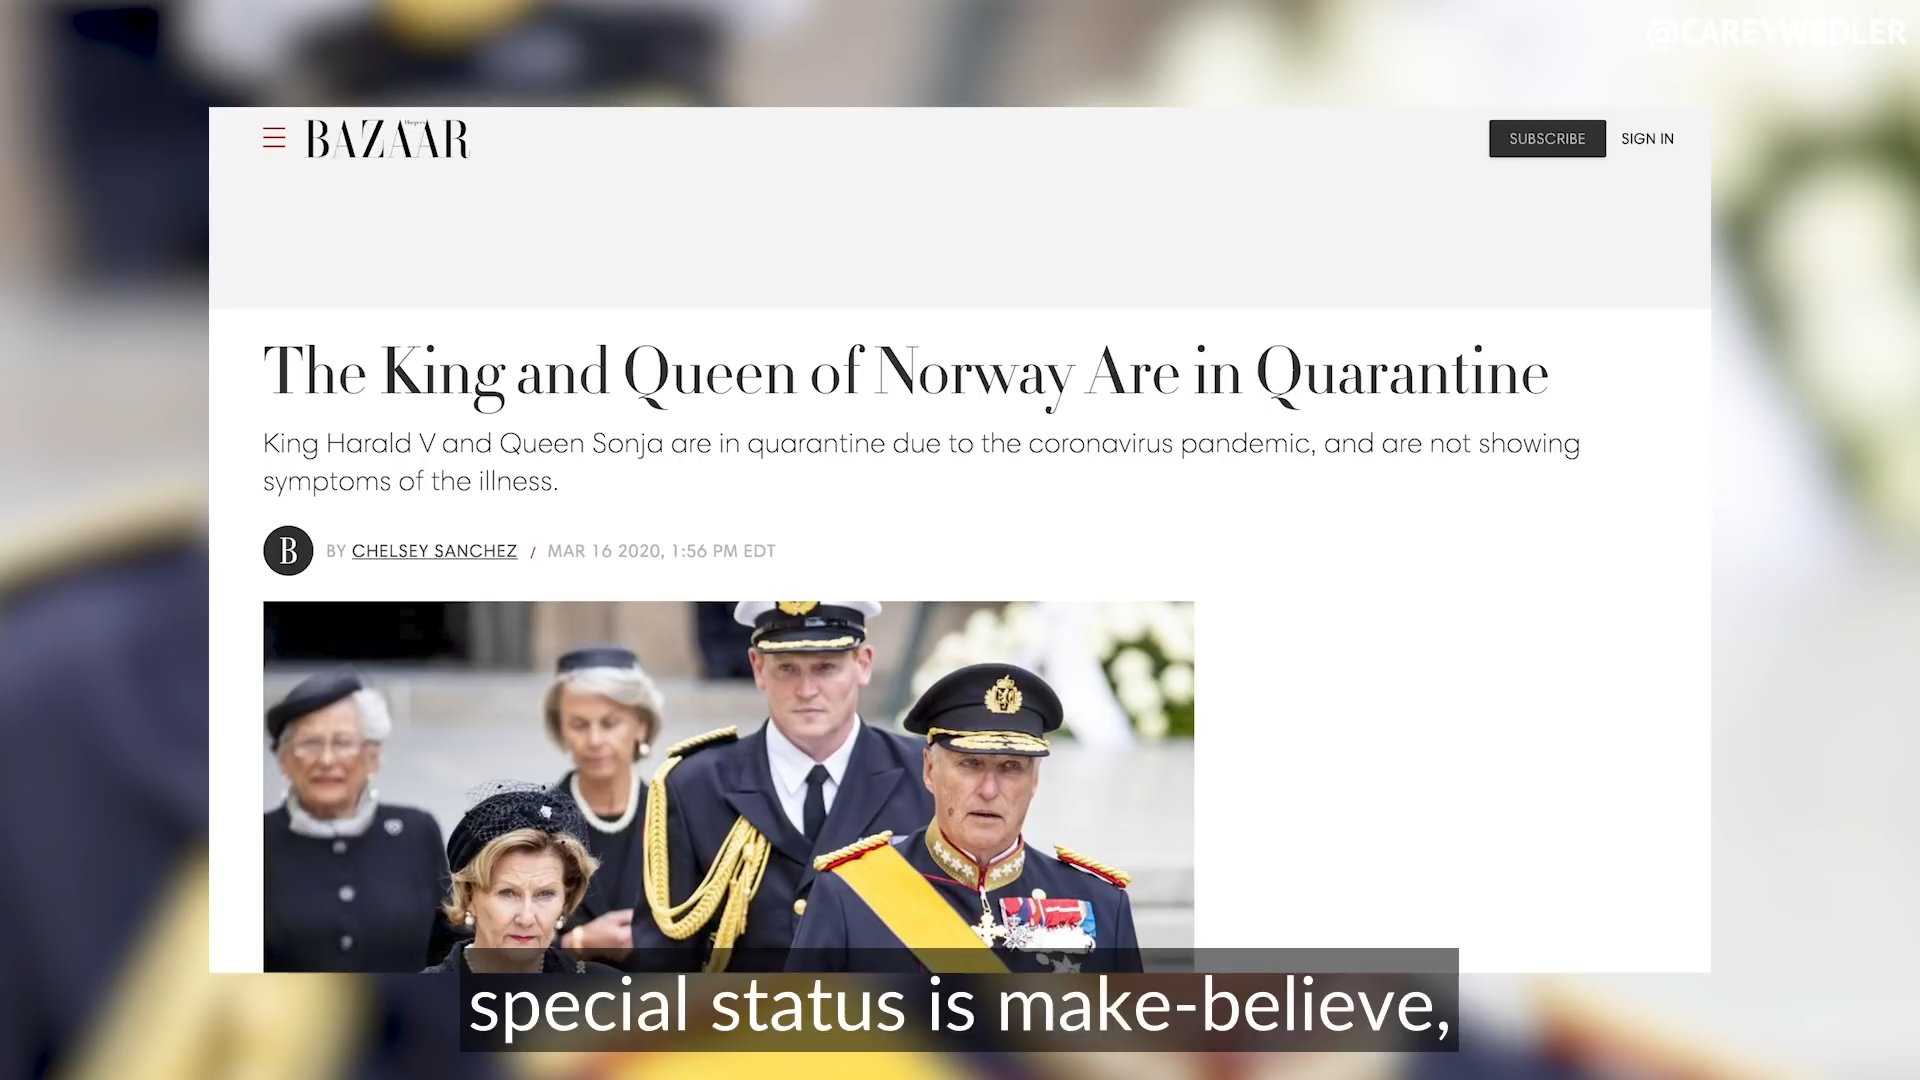 @CAREYWEDLER
Harper's
BAZAAR
SUBSCRIBE
SIGN IN
The King and Queen of Norway Are in Quarantine
King Harald V and Queen Sonja are in quarantine due to the coronavirus pandemic, and are not showing
symptoms of the illness.
B
BY CHELSEY SANCHEZ / MAR 16 2020, 1:56 PM EDT
special status is make-believe,